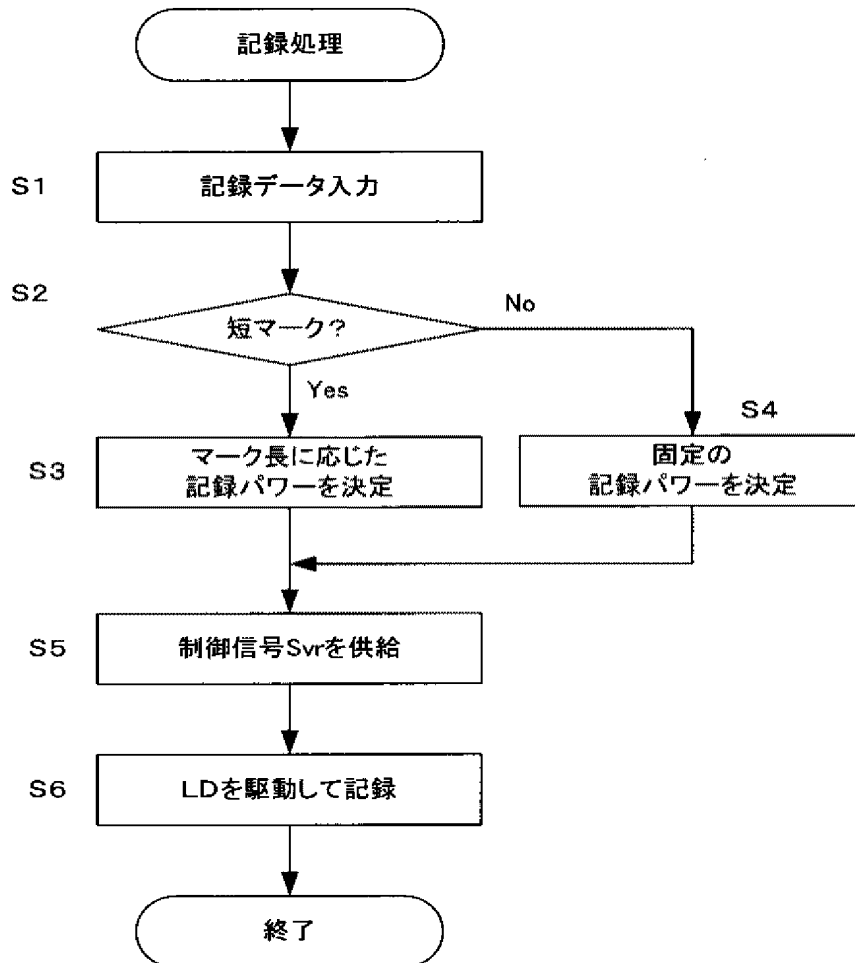 記録処理
S1
記録データ入力
S2
短マーク?
No
Yes
S4
S3
マーク長に応じた
記録パワーを決定
固定の
記録パワーを決定
S5
制御信号Svrを供給
S6
LDを駆動して記録
終了